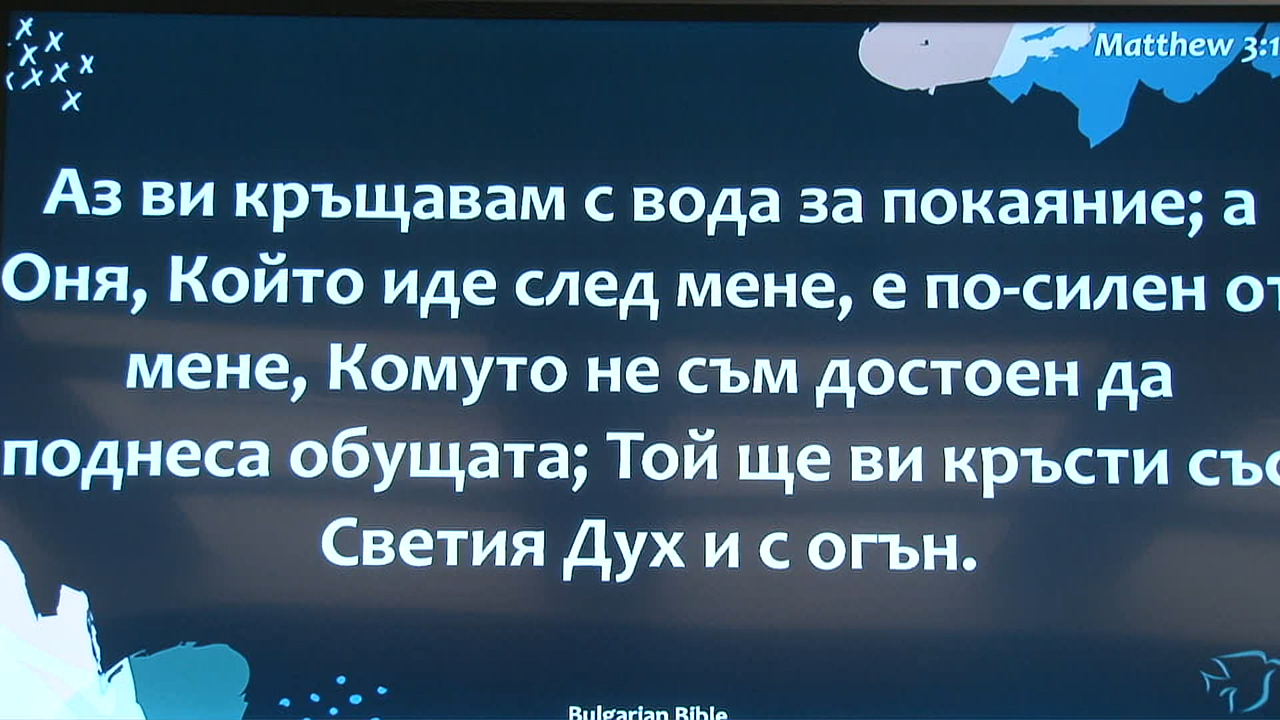 Matthew 3:1
Аз ви кръщавам с вода за покаяние; а
Оня, Който иде след мене, е по-силен от
мене, Комуто не съм достоен да
поднеса обущата; Той ще ви кръсти със
Светия Дух и с огън.
Bulgarian Bible